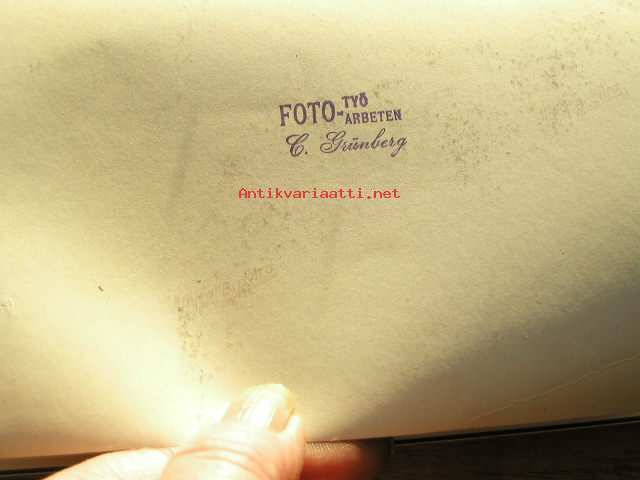 FOTO-TYÖ
-ARBETEN
C. Grünberg
Antikvariaatti.net